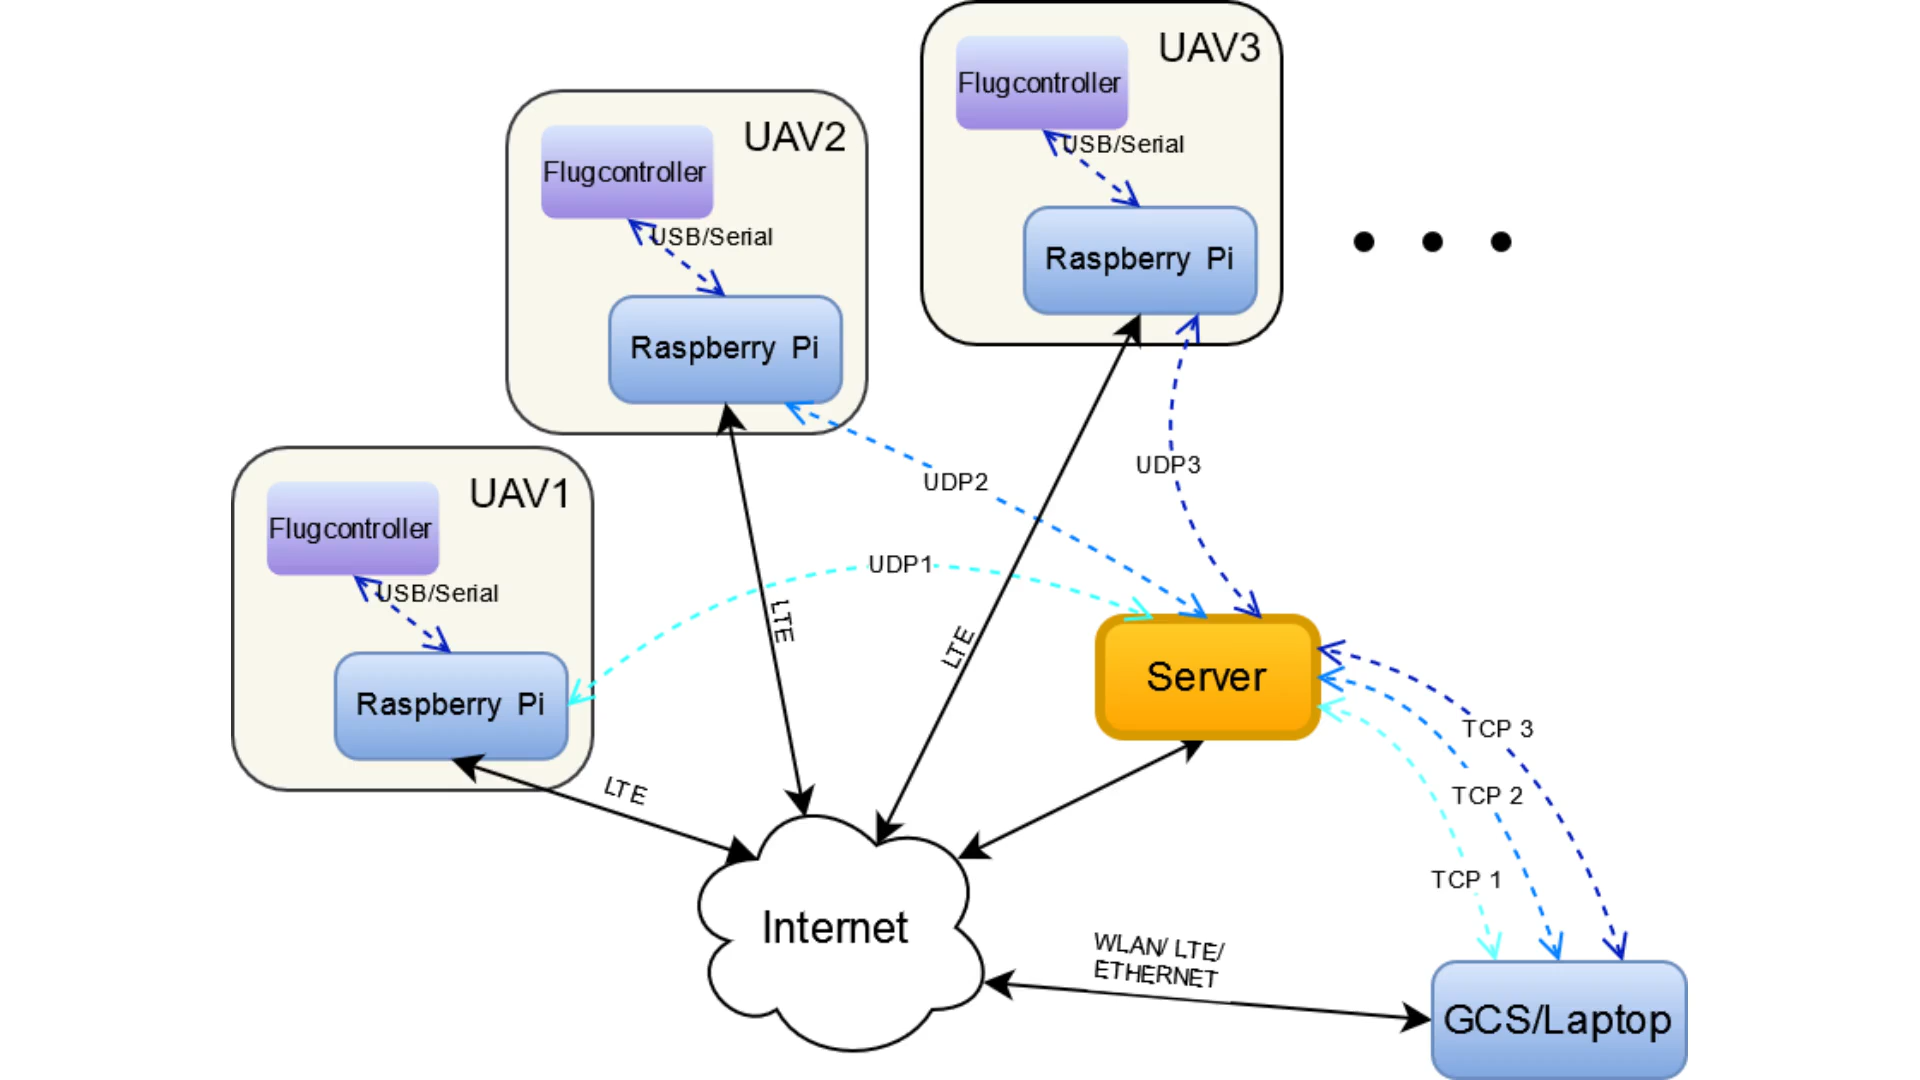 UAV3
Flugcontroller
USB/Serial
Raspberry Pi
UAV2
Flugcontroller
USB/Serial
Raspberry Pi
UAV1
Flugcontroller
USB/Serial
Raspberry Pi
UDP3
UDP2
UDP1
LTE
LTE
LTE
Server
TCP 3
TCP 2
TCP 1
Internet
WLAN/ LTE/
ETHERNET
GCS/Laptop